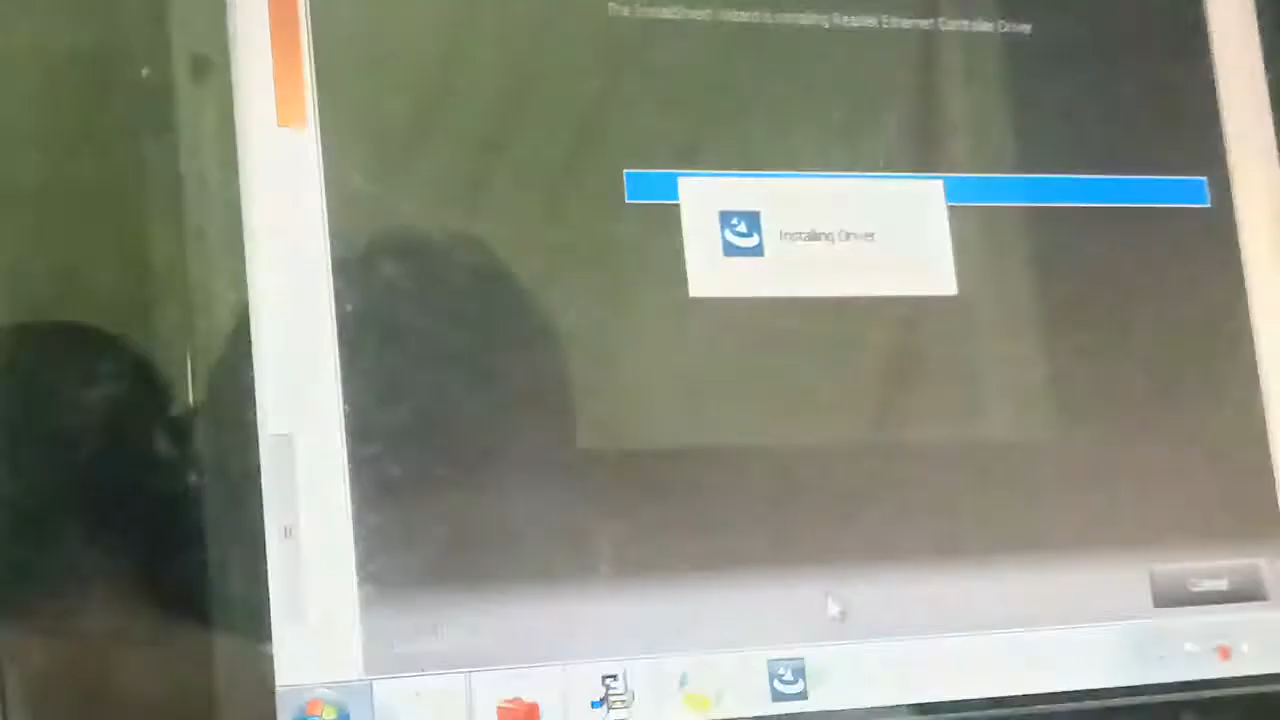 The InstallShield Wizard is installing Realtek Ethernet Controller Driver
Installing Driver
Cancel